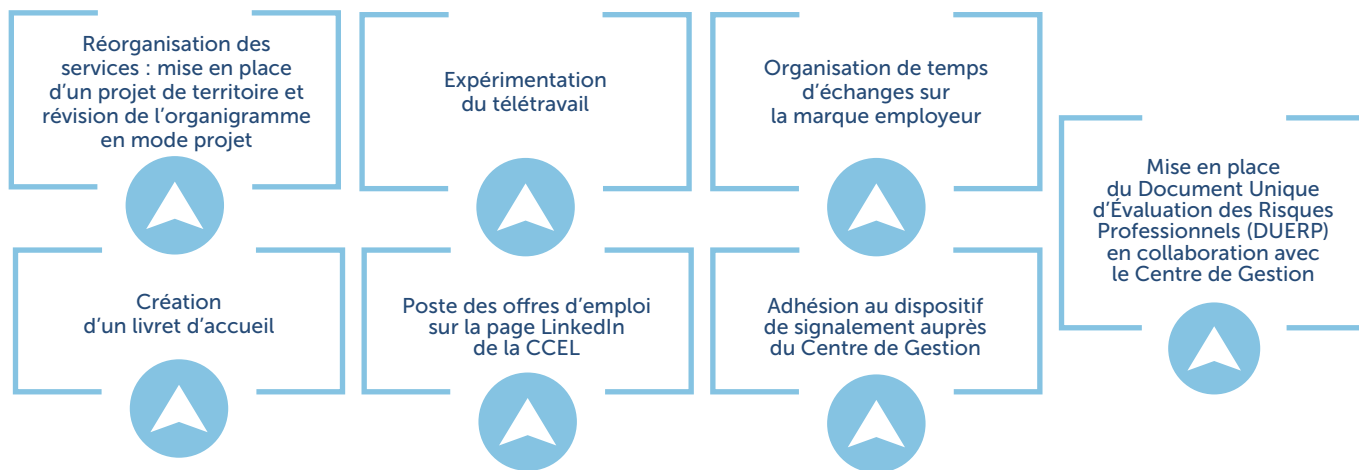 Réorganisation des
services : mise en place
d’un projet de territoire et
révision de l’organigramme
en mode projet
Expérimentation
du télétravail
Organisation de temps
d’échanges sur
la marque employeur
Mise en place
du Document Unique
d’Évaluation des Risques
Professionnels (DUERP)
en collaboration avec
le Centre de Gestion
Création
d’un livret d’accueil
Poste des offres d’emploi
sur la page LinkedIn
de la CCEL
Adhésion au dispositif
de signalement auprès
du Centre de Gestion